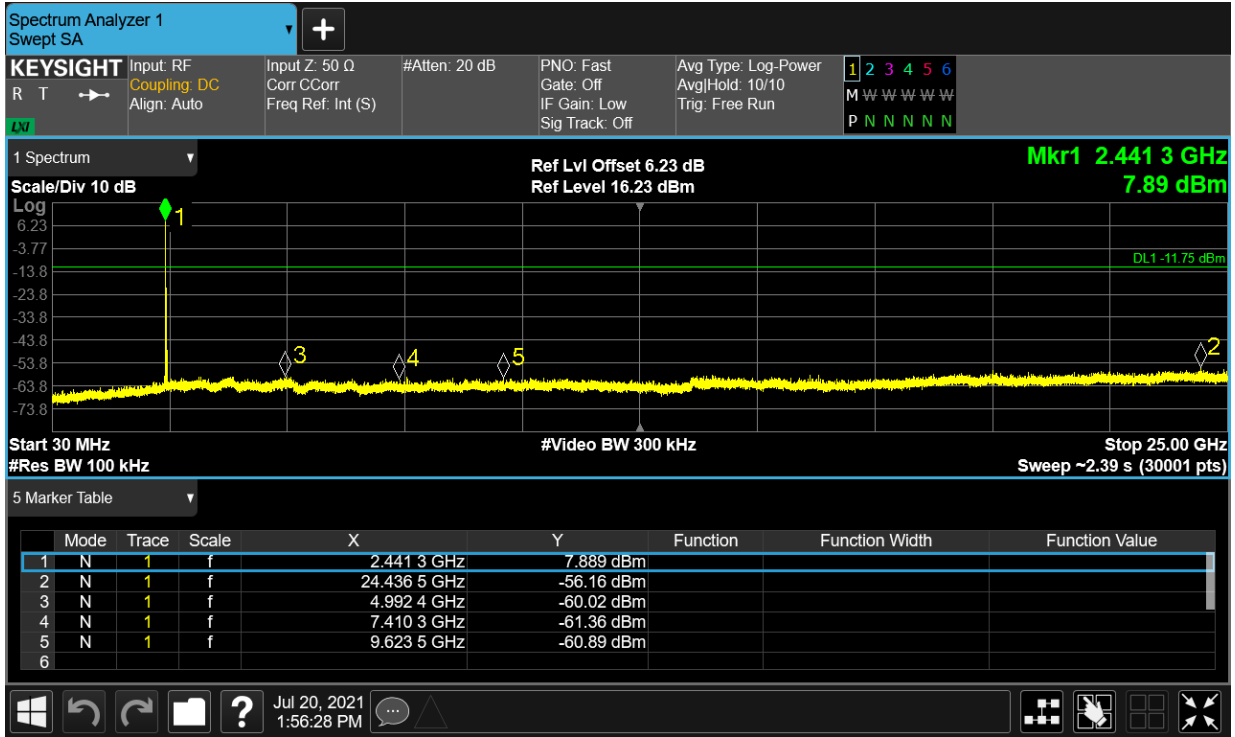 Spectrum Analyzer 1
Swept SA
KEYSIGHT Input: RF Input Z: 50 Ω #Atten: 20 dB PNO: Fast Avg Type: Log-Power 1 2 3 4 5 6
R T Coupling: DC Corr CCorr Gate: Off Avg|Hold: 10/10 M W W W W W
Align: Auto Freq Ref: Int (S) IF Gain: Low Trig: Free Run
LXI Sig Track: Off P N N N N N N
1 Spectrum Ref Lvl Offset 6.23 dB Mkr1 2.441 3 GHz
Scale/Div 10 dB Ref Level 16.23 dBm 7.89 dBm
Log
1
6.23
-3.77
DL1 -11.75 dBm
-13.8
-23.8
-33.8
-43.8
3 4 5 2
-53.8
-63.8
-73.8
Start 30 MHz #Video BW 300 kHz Stop 25.00 GHz
#Res BW 100 kHz Sweep ~2.39 s (30001 pts)
5 Marker Table
Mode Trace Scale X Y Function Function Width Function Value
1 N 1 f 2.441 3 GHz 7.889 dBm
2 N 1 f 24.436 5 GHz -56.16 dBm
3 N 1 f 4.992 4 GHz -60.02 dBm
4 N 1 f 7.410 3 GHz -61.36 dBm
5 N 1 f 9.623 5 GHz -60.89 dBm
6
? Jul 20, 2021
1:56:28 PM